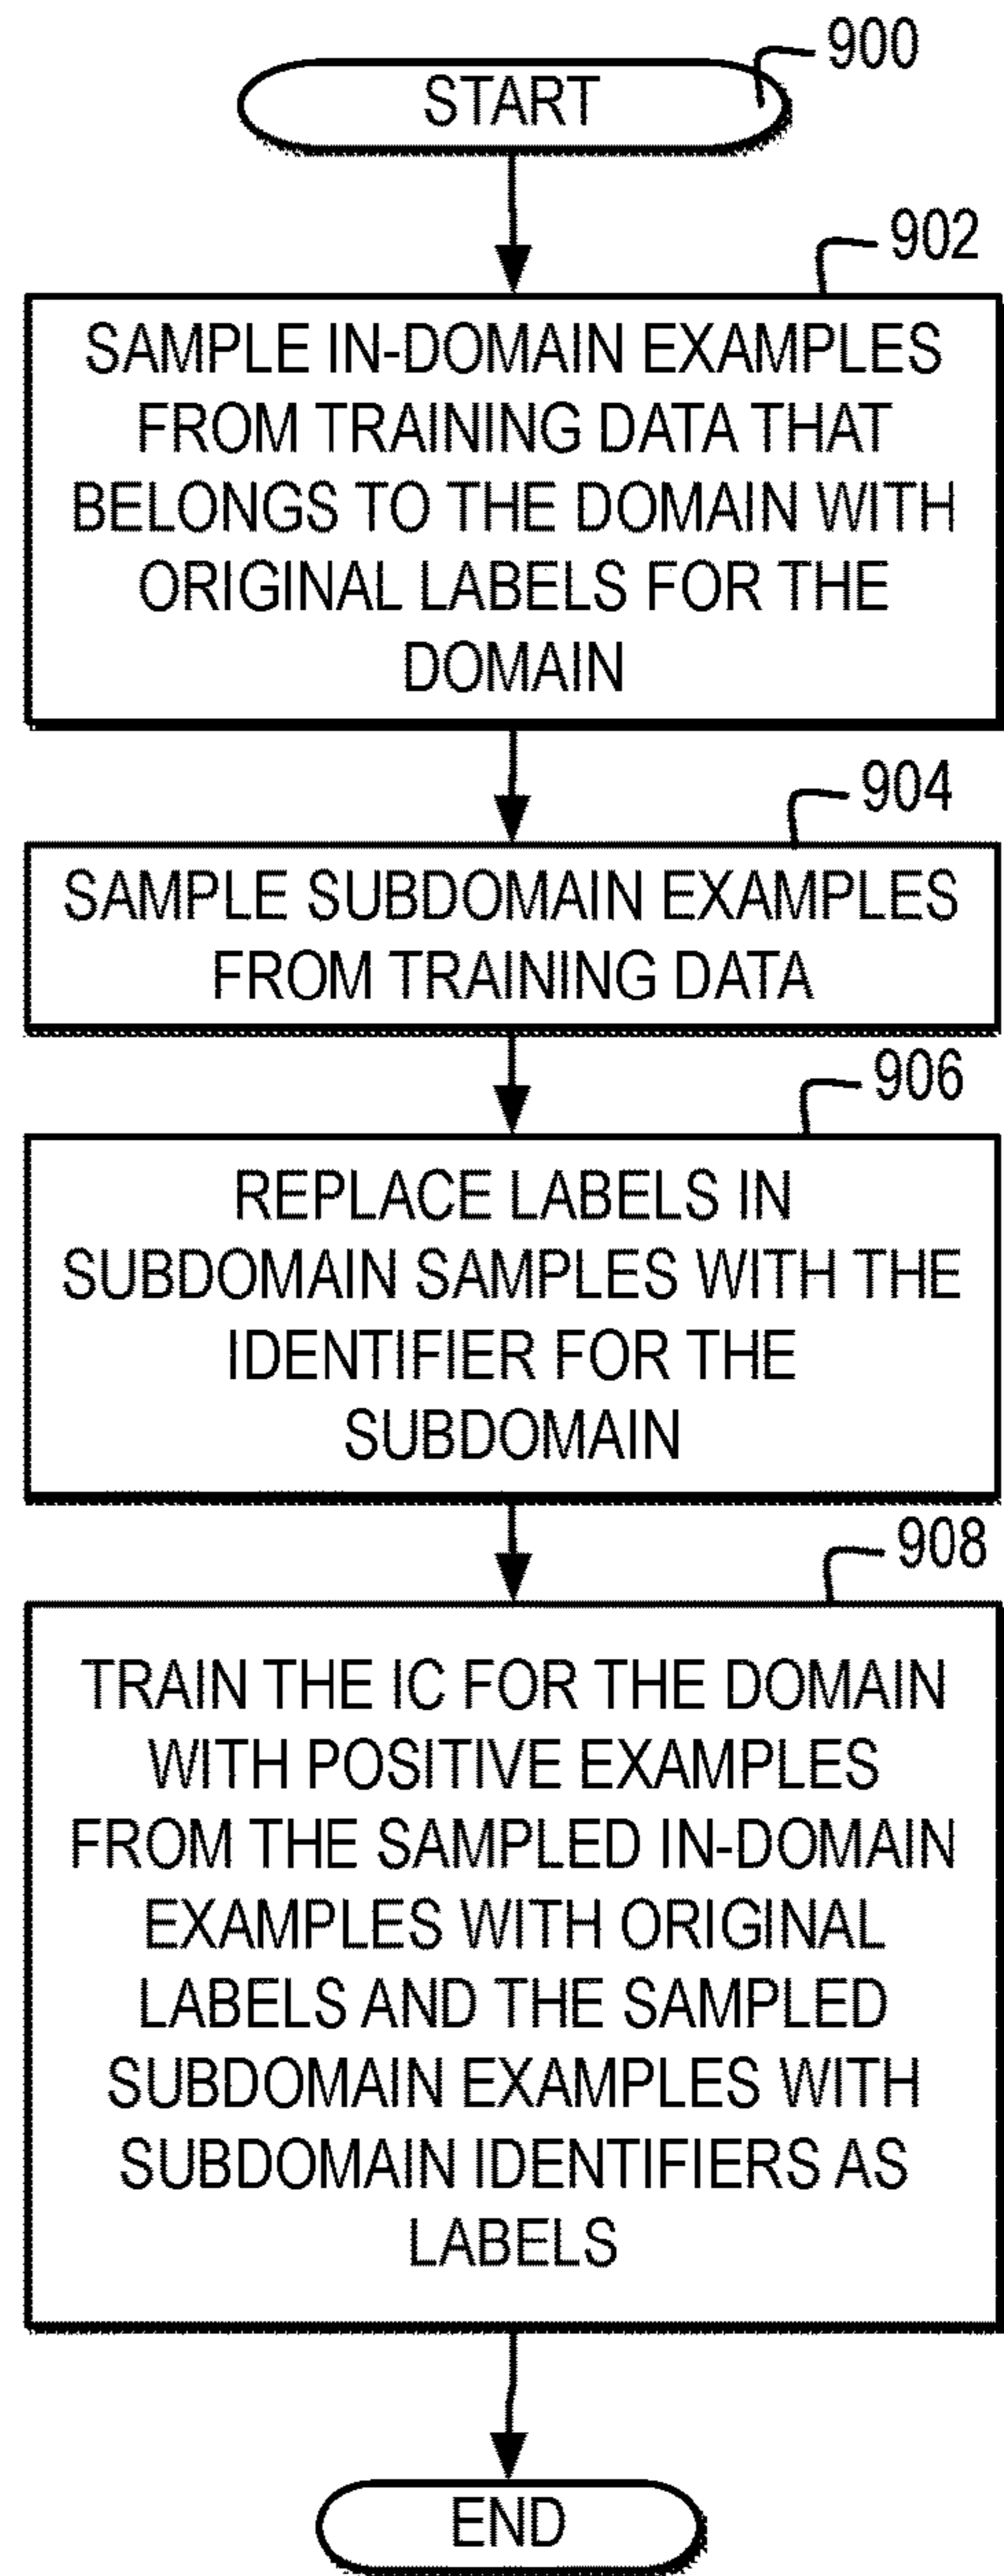 900
START
902
SAMPLE IN-DOMAIN EXAMPLES
FROM TRAINING DATA THAT
BELONGS TO THE DOMAIN WITH
ORIGINAL LABELS FOR THE
DOMAIN
904
SAMPLE SUBDOMAIN EXAMPLES
FROM TRAINING DATA
906
REPLACE LABELS IN
SUBDOMAIN SAMPLES WITH THE
IDENTIFIER FOR THE
SUBDOMAIN
908
TRAIN THE IC FOR THE DOMAIN
WITH POSITIVE EXAMPLES
FROM THE SAMPLED IN-DOMAIN
EXAMPLES WITH ORIGINAL
LABELS AND THE SAMPLED
SUBDOMAIN EXAMPLES WITH
SUBDOMAIN IDENTIFIERS AS
LABELS
END